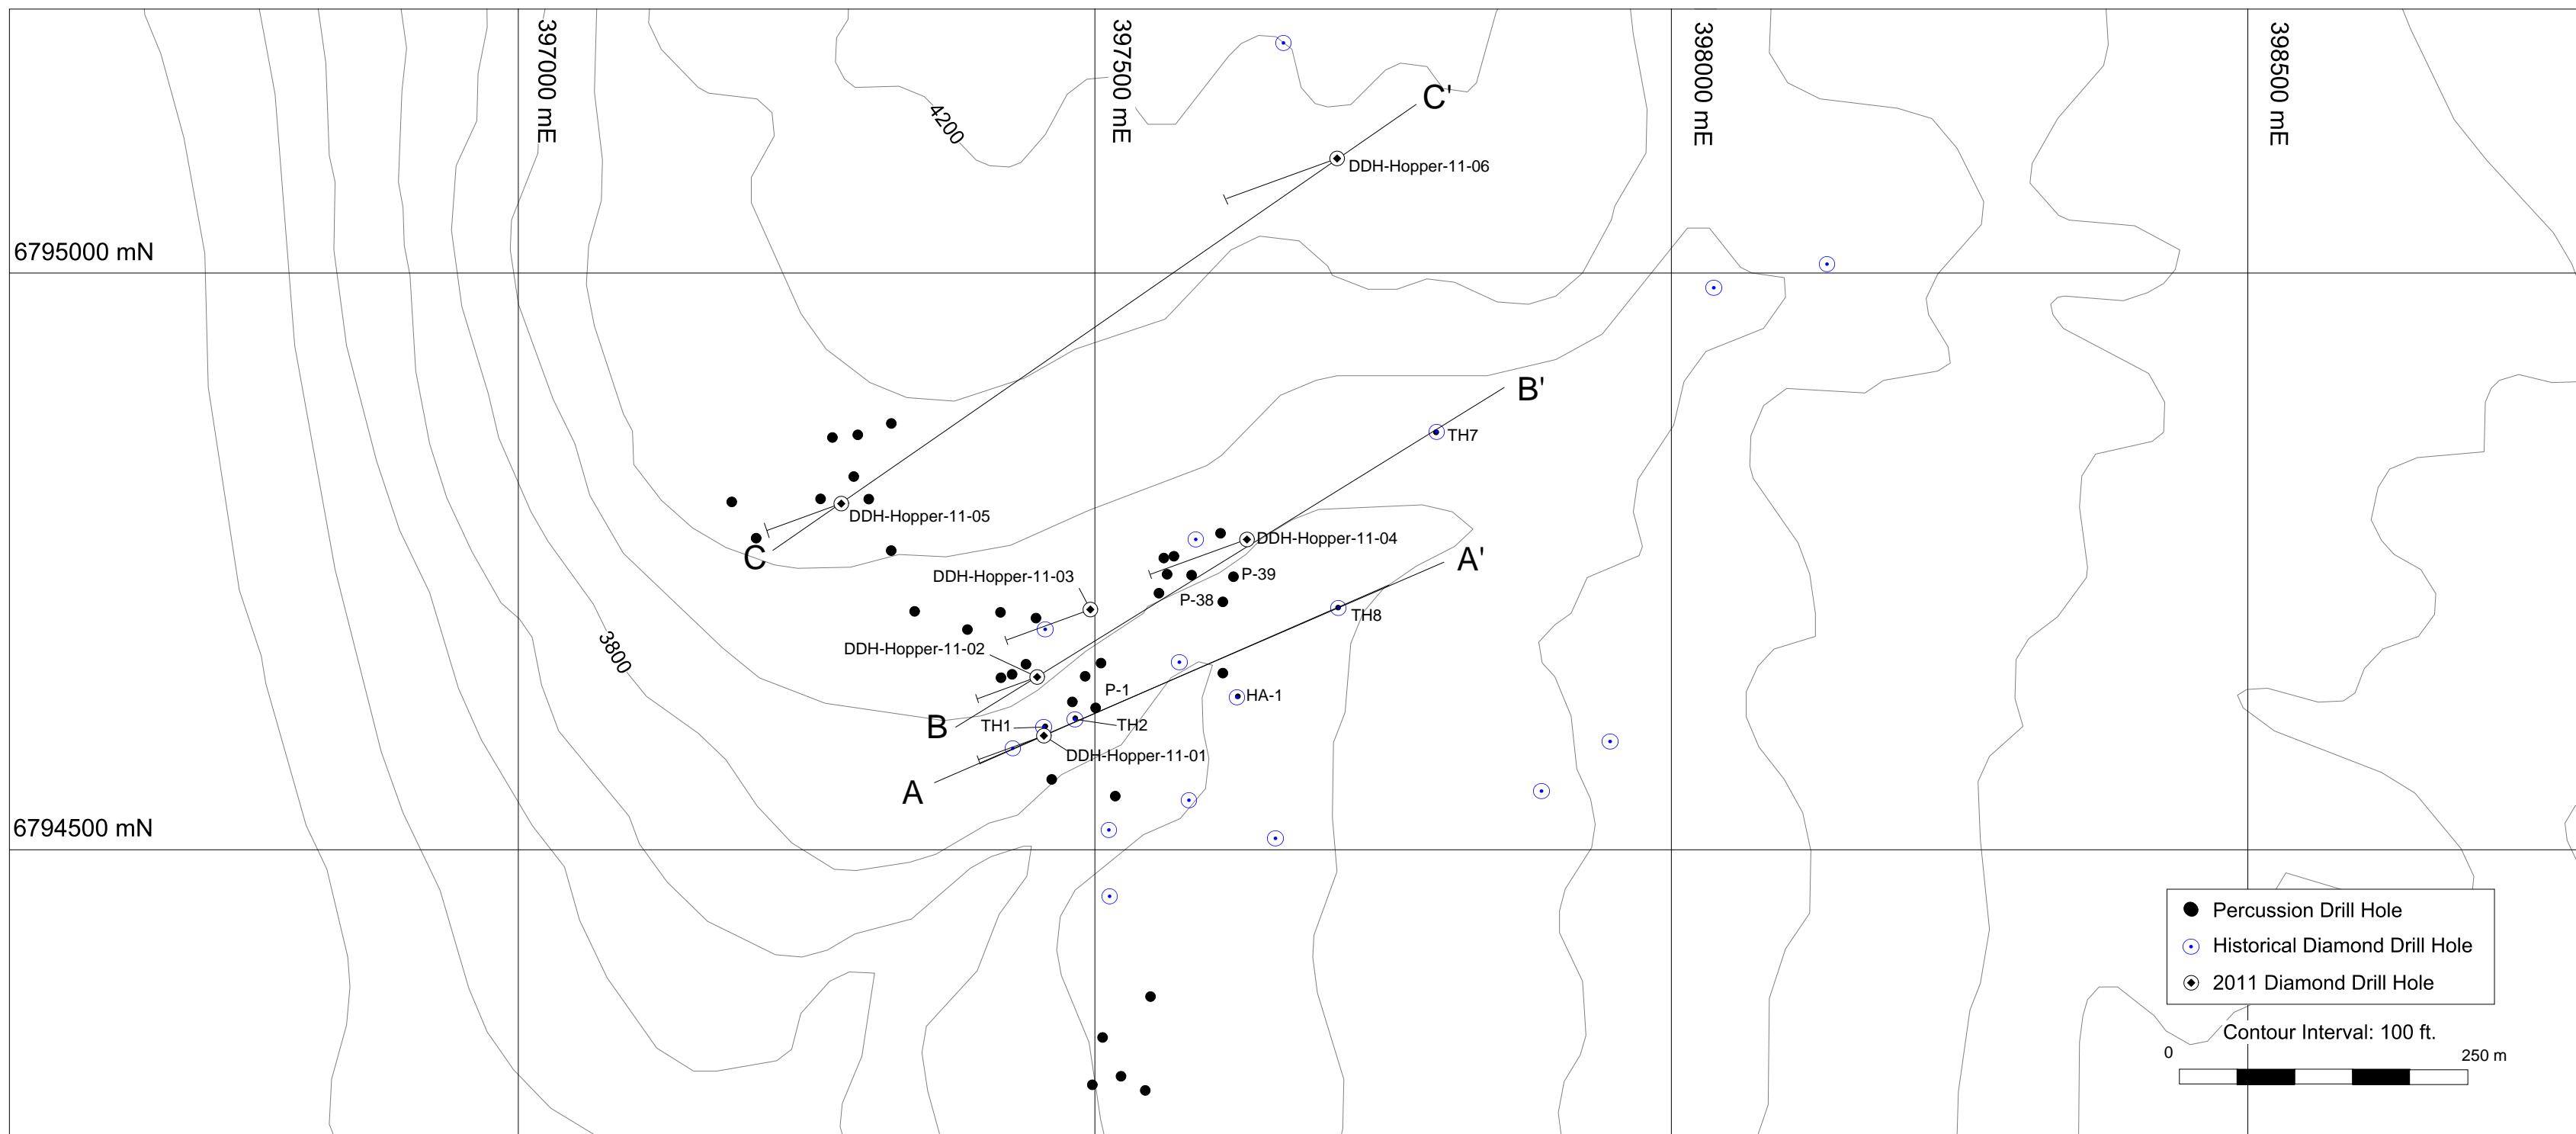 397000 mE
397500 mE
398000 mE
398500 mE
C'
4200
DDH-Hopper-11-06
6795000 mN
B'
TH7
DDH-Hopper-11-05
C
DDH-Hopper-11-04
A'
DDH-Hopper-11-03
P-39
P-38
TH8
3800
DDH-Hopper-11-02
P-1
HA-1
B
TH1
TH2
DDH-Hopper-11-01
A
6794500 mN
Percussion Drill Hole
Historical Diamond Drill Hole
2011 Diamond Drill Hole
Contour Interval: 100 ft.
0
250 m